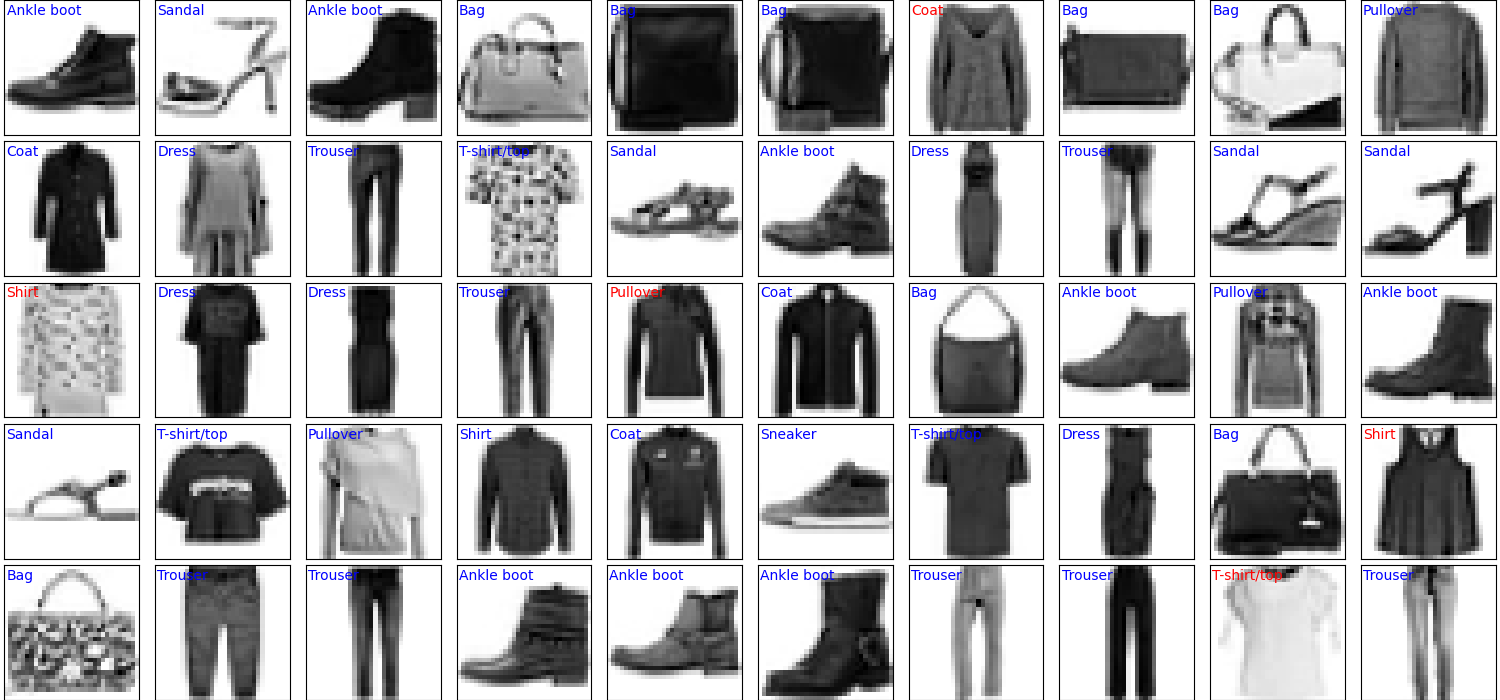 Ankle boot Sandal Ankle boot Bag Bag Bag Coat Bag Bag Pullover
Coat Dress Trouser T-shirt/top Sandal Ankle boot Dress Trouser Sandal Sandal
Shirt Dress Dress Trouser Pullover Coat Bag Ankle boot Pullover Ankle boot
Sandal T-shirt/top Pullover Shirt Coat Sneaker T-shirt/top Dress Bag Shirt
Bag Trouser Trouser Ankle boot Ankle boot Ankle boot Trouser Trouser T-shirt/top Trouser